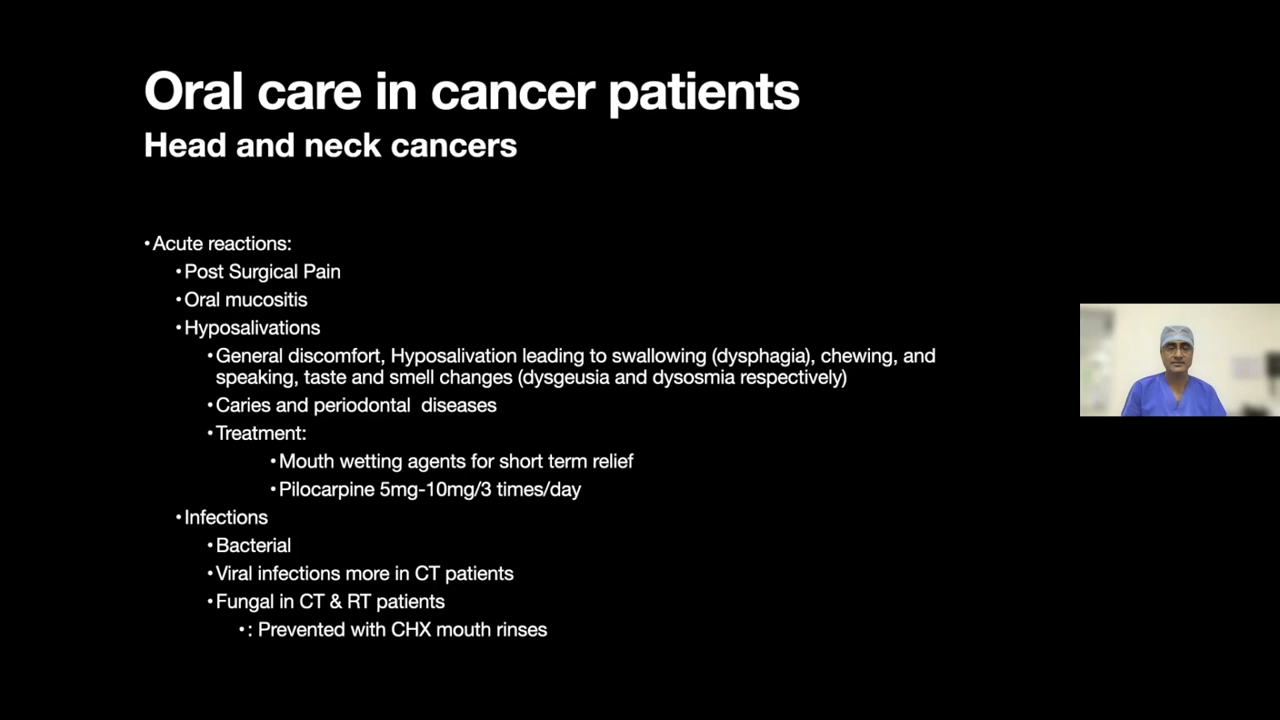 Oral care in cancer patients
Head and neck cancers
•Acute reactions:
•Post Surgical Pain
•Oral mucositis
•Hyposalivations
•General discomfort, Hyposalivation leading to swallowing (dysphagia), chewing, and
speaking, taste and smell changes (dysgeusia and dysosmia respectively)
•Caries and periodontal  diseases
•Treatment:
•Mouth wetting agents for short term relief
•Pilocarpine 5mg-10mg/3 times/day
•Infections
•Bacterial
•Viral infections more in CT patients
•Fungal in CT & RT patients
•: Prevented with CHX mouth rinses